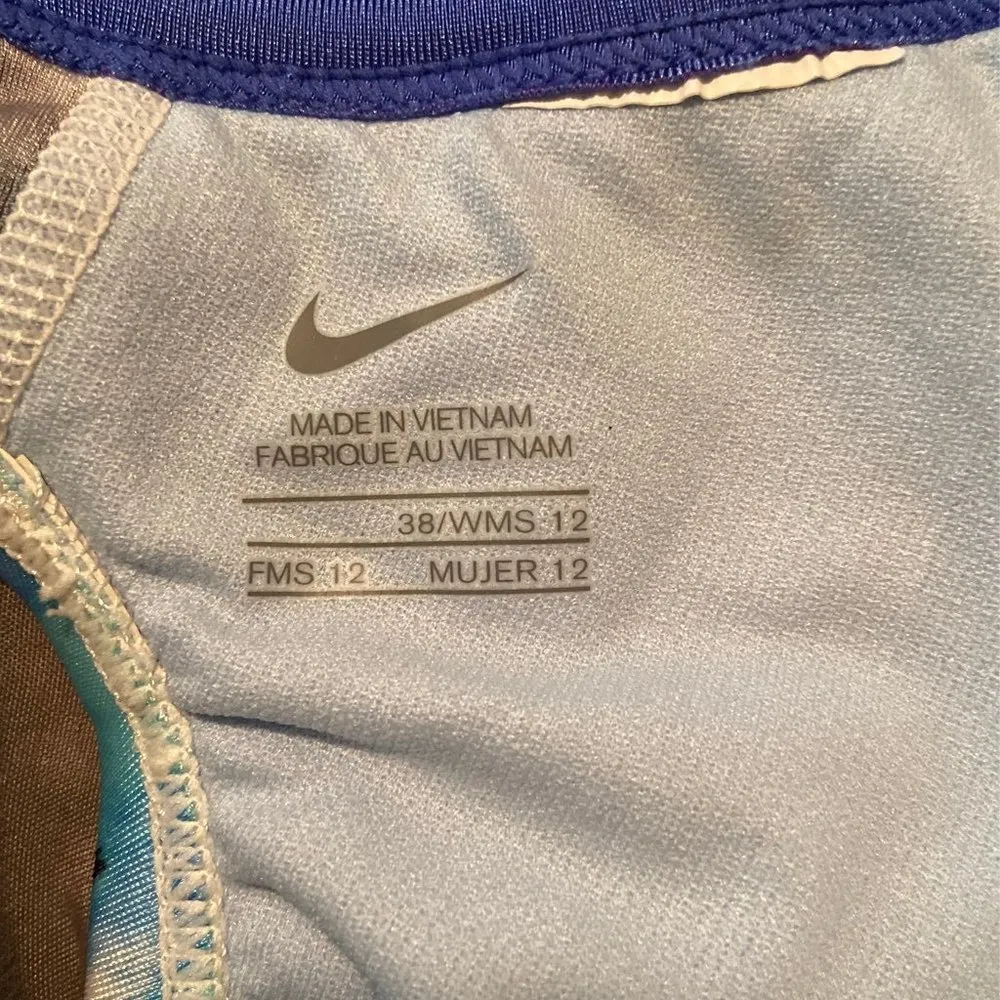 MADE IN VIETNAM
FABRIQUE AU VIETNAM
38/WMS 12
FMS 12 MUJER 12